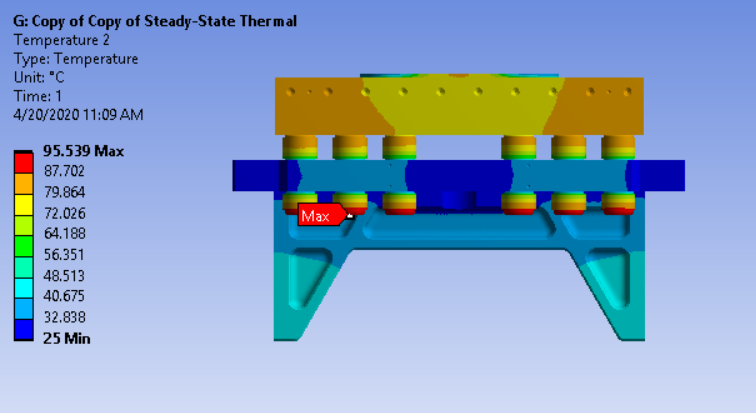 G: Copy of Copy of Steady-State Thermal
Temperature 2
Type: Temperature
Unit: °C
Time: 1
4/20/2020 11:09 AM
95.539 Max
87.702
79.864
72.026
64.188
56.351
48.513
40.675
32.838
25 Min
Max